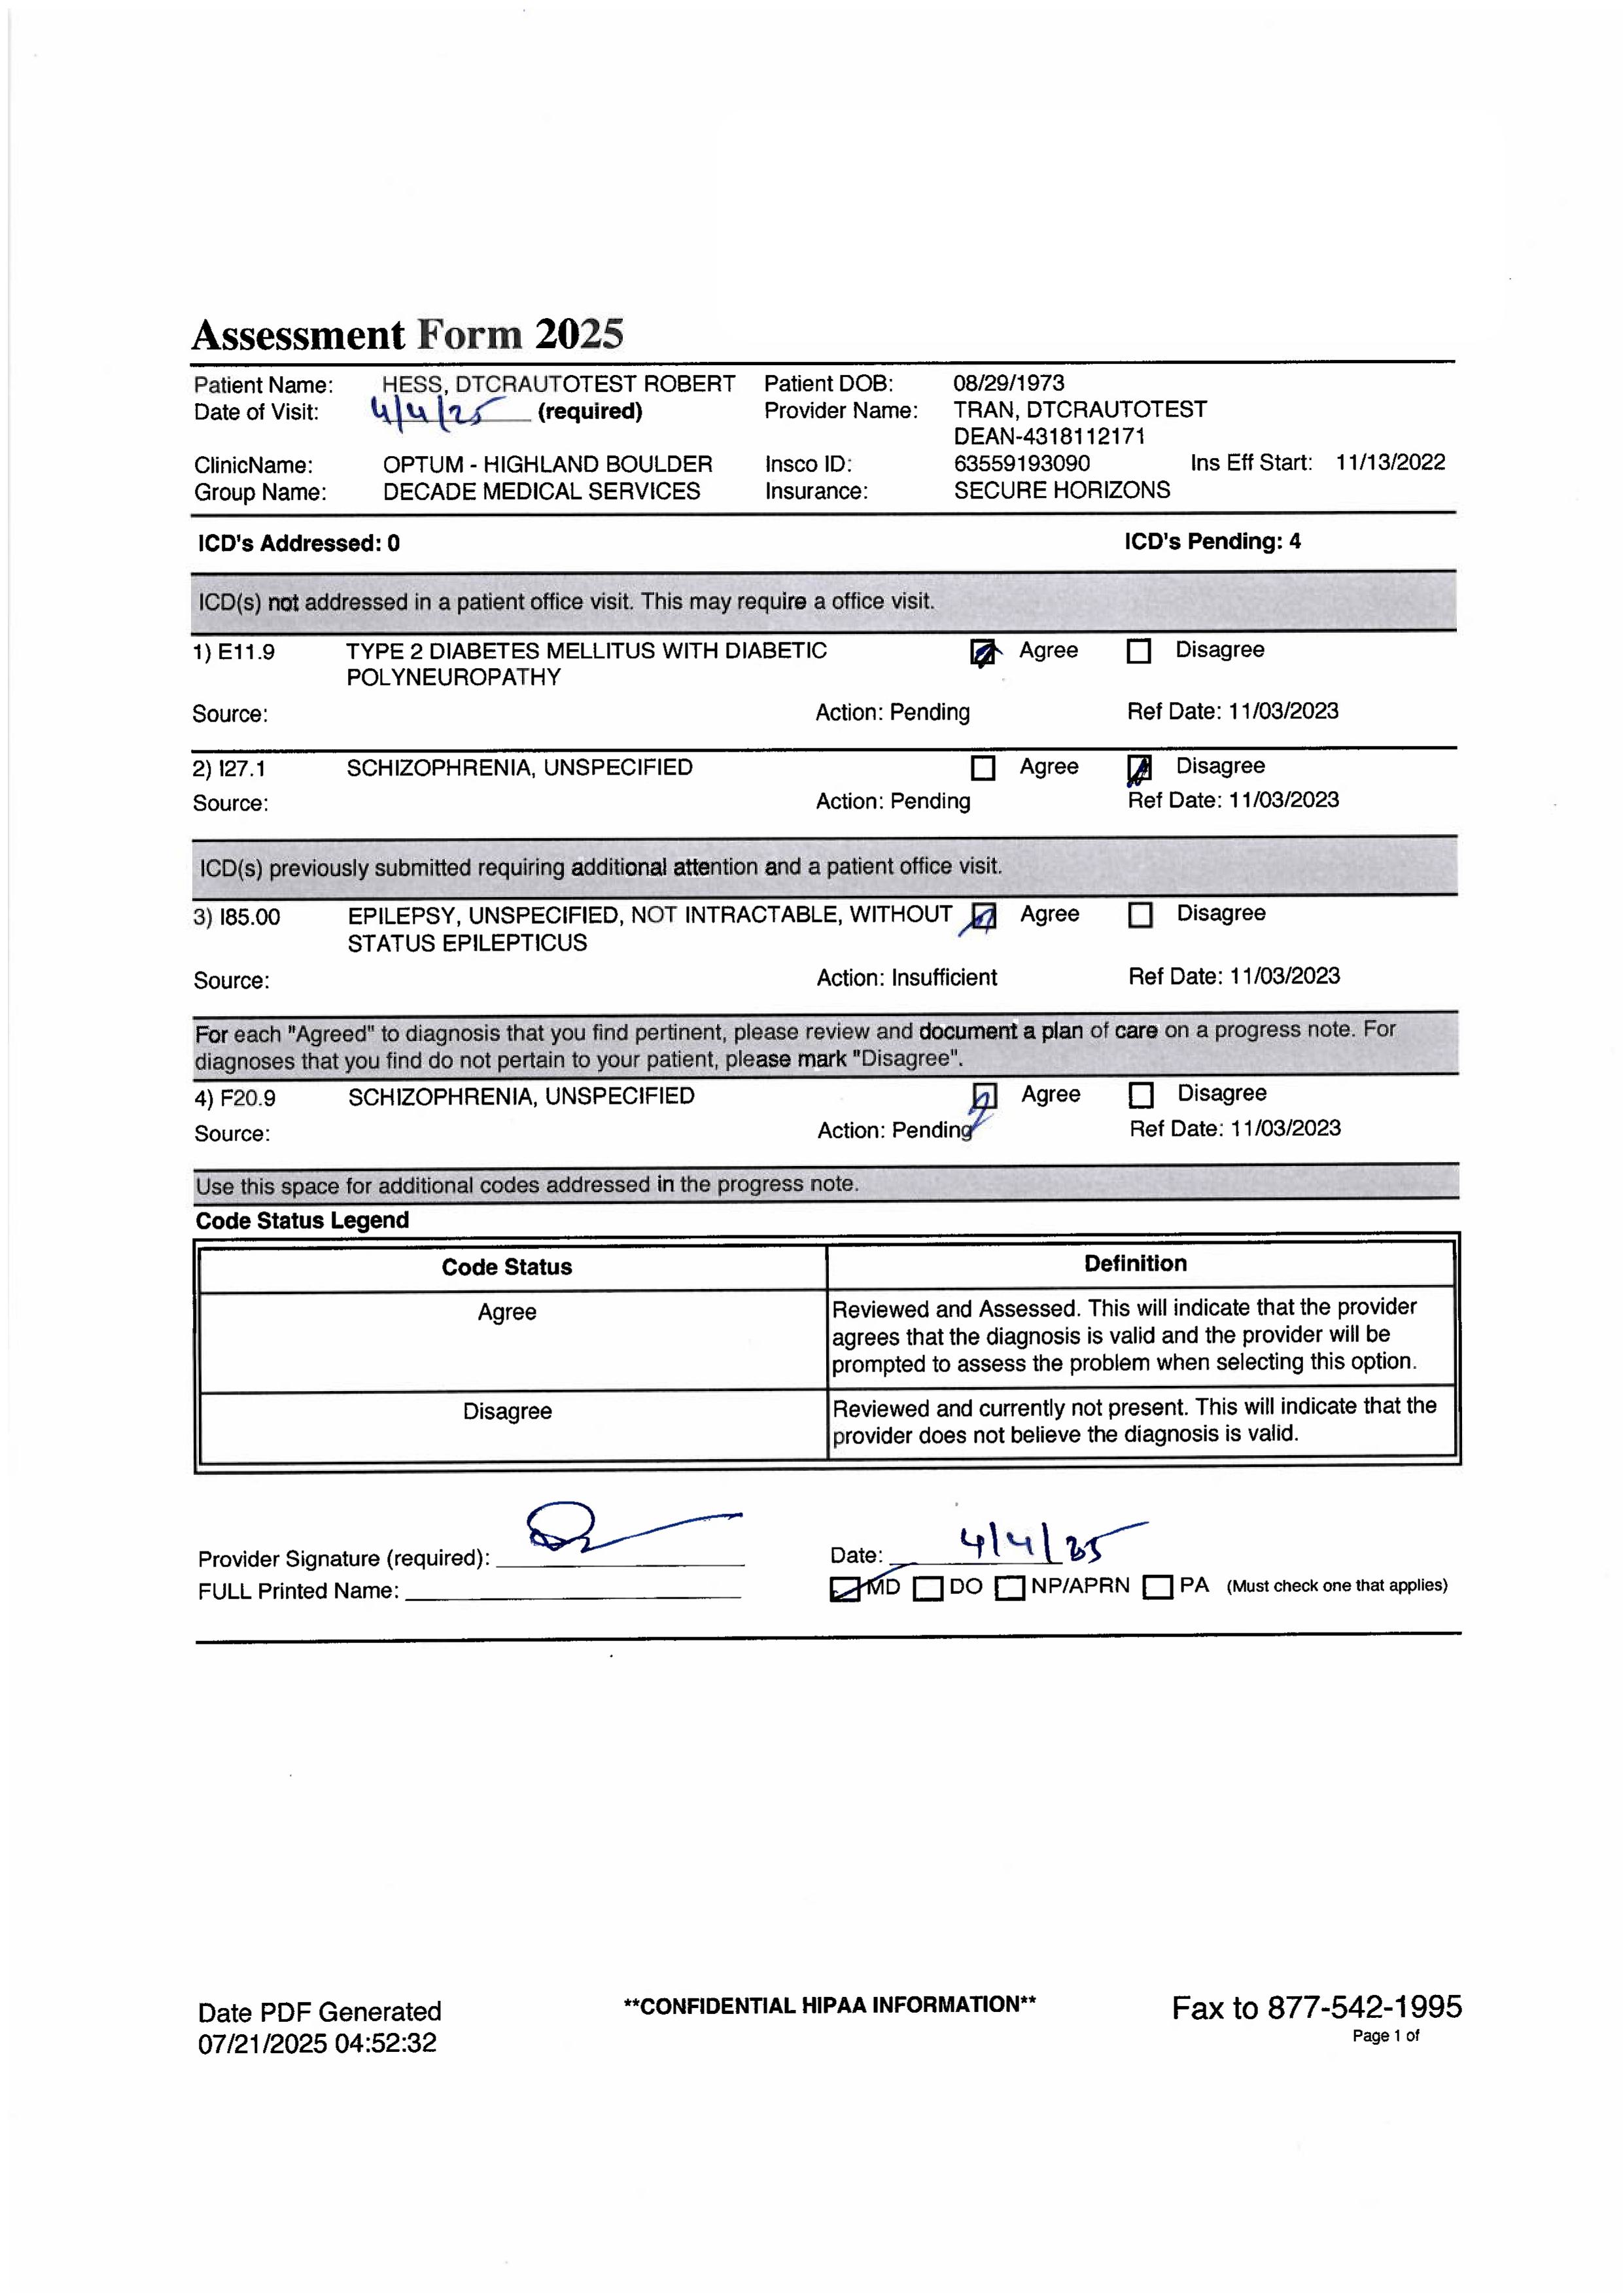 Assessment Form 2025
Patient Name: HESS, DTCRAUTOTEST ROBERT Patient DOB: 08/29/1973
Date of Visit: 4/4/25 (required) Provider Name: TRAN, DTCRAUTOTEST
DEAN-4318112171
ClinicName: OPTUM - HIGHLAND BOULDER Insco ID: 63559193090 Ins Eff Start: 11/13/2022
Group Name: DECADE MEDICAL SERVICES Insurance: SECURE HORIZONS
ICD's Addressed: 0 ICD's Pending: 4
ICD(s) not addressed in a patient office visit. This may require a office visit.
1) E11.9 TYPE 2 DIABETES MELLITUS WITH DIABETIC Agree Disagree
POLYNEUROPATHY
Source: Action: Pending Ref Date: 11/03/2023
2) I27.1 SCHIZOPHRENIA, UNSPECIFIED Agree Disagree
Source: Action: Pending Ref Date: 11/03/2023
ICD(s) previously submitted requiring additional attention and a patient office visit.
3) I85.00 EPILEPSY, UNSPECIFIED, NOT INTRACTABLE, WITHOUT Agree Disagree
STATUS EPILEPTICUS
Source: Action: Insufficient Ref Date: 11/03/2023
For each "Agreed" to diagnosis that you find pertinent, please review and document a plan of care on a progress note. For
diagnoses that you find do not pertain to your patient, please mark "Disagree".
4) F20.9 SCHIZOPHRENIA, UNSPECIFIED Agree Disagree
Source: Action: Pending Ref Date: 11/03/2023
Use this space for additional codes addressed in the progress note.
Code Status Legend
Code Status Definition
Agree Reviewed and Assessed. This will indicate that the provider
agrees that the diagnosis is valid and the provider will be
prompted to assess the problem when selecting this option.
Disagree Reviewed and currently not present. This will indicate that the
provider does not believe the diagnosis is valid.
Provider Signature (required): Date: 4/4/25
FULL Printed Name: MD DO NP/APRN PA (Must check one that applies)
Date PDF Generated **CONFIDENTIAL HIPAA INFORMATION** Fax to 877-542-1995
07/21/2025 04:52:32 Page 1 of